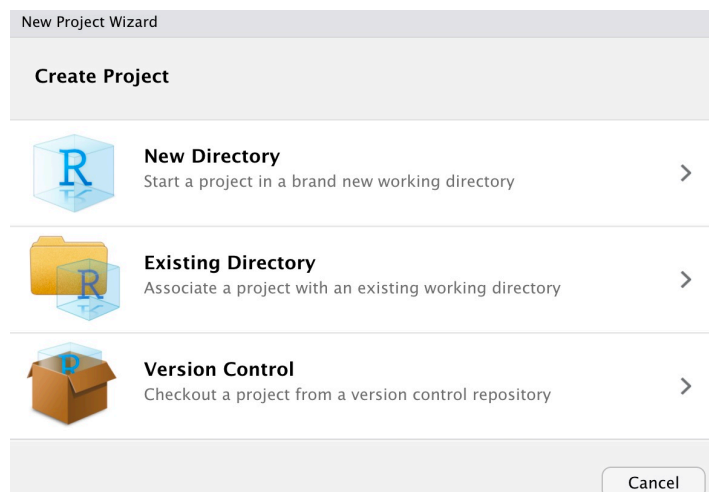 New Project Wizard
Create Project
R
New Directory
Start a project in a brand new working directory
R
Existing Directory
Associate a project with an existing working directory
R
Version Control
Checkout a project from a version control repository
Cancel